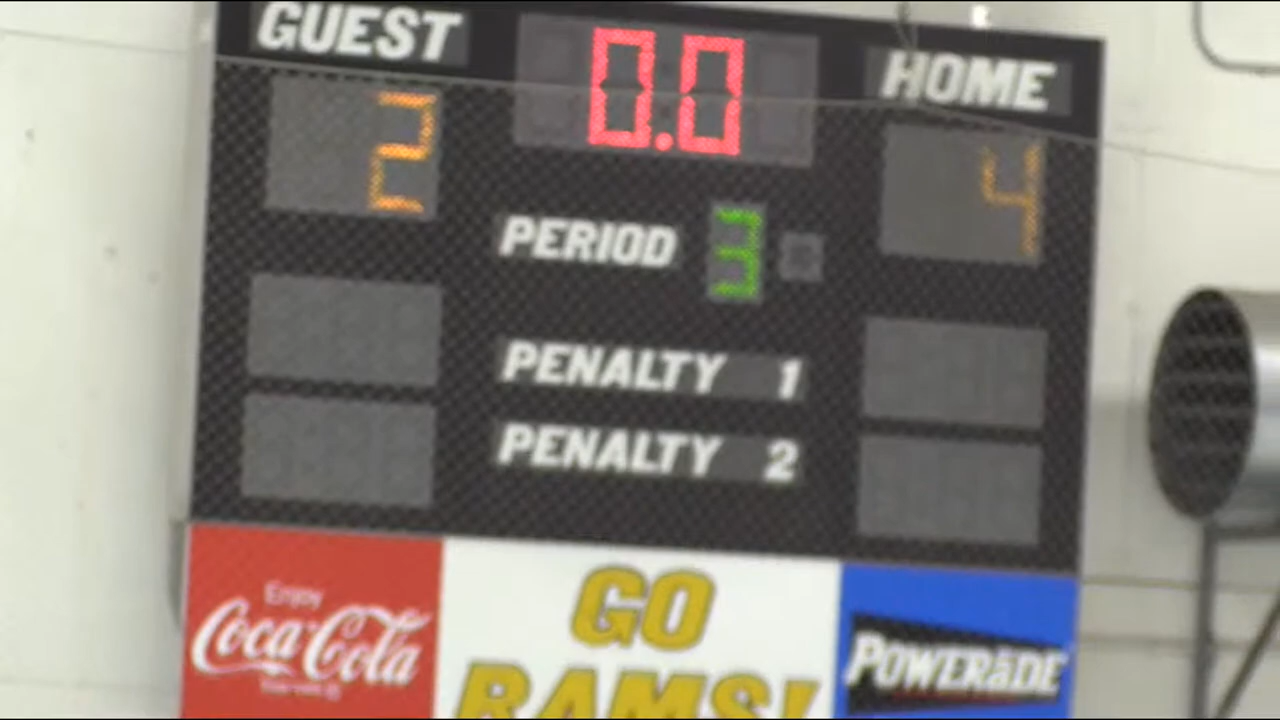 GUEST 0.0 HOME
2 4
PERIOD 3
PENALTY 1
PENALTY 2
Enjoy
Coca-Cola
GO
RAMS!
POWERADE